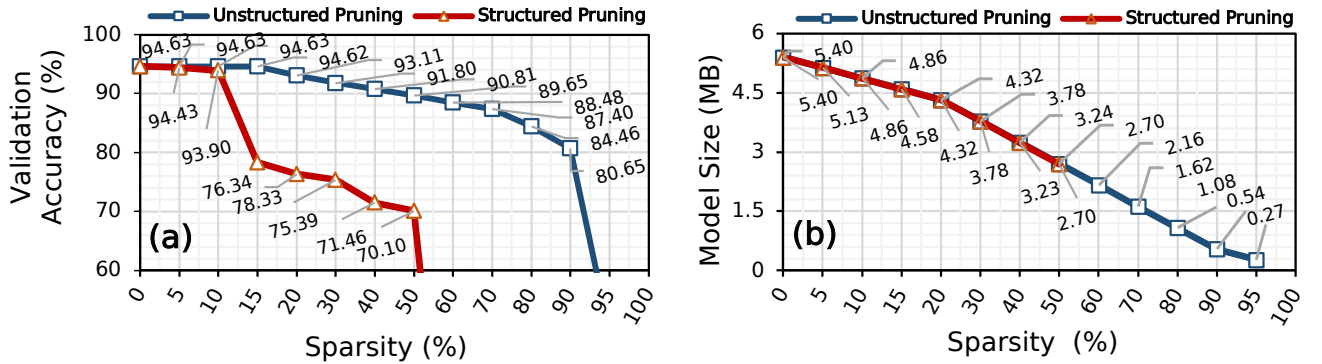 Unstructured Pruning Structured Pruning
Validation
Accuracy (%)
100
90
80
70
60
94.63 94.63 94.63 94.62 93.11 91.80 90.81 89.65 88.48 87.40 84.46 80.65
94.43 93.90 76.34 78.33 75.39 71.46 70.10
(a)
0 5 10 15 20 30 40 50 60 70 80 90 95 100
Sparsity (%)
Unstructured Pruning Structured Pruning
Model Size (MB)
6
4.5
3
1.5
0
5.40 4.86 4.32 3.78 3.24 2.70 2.16 1.62 1.08 0.54 0.27
5.40 5.13 4.86 4.58 4.32 3.78 3.23 2.70
(b)
0 5 10 15 20 30 40 50 60 70 80 90 95 100
Sparsity (%)